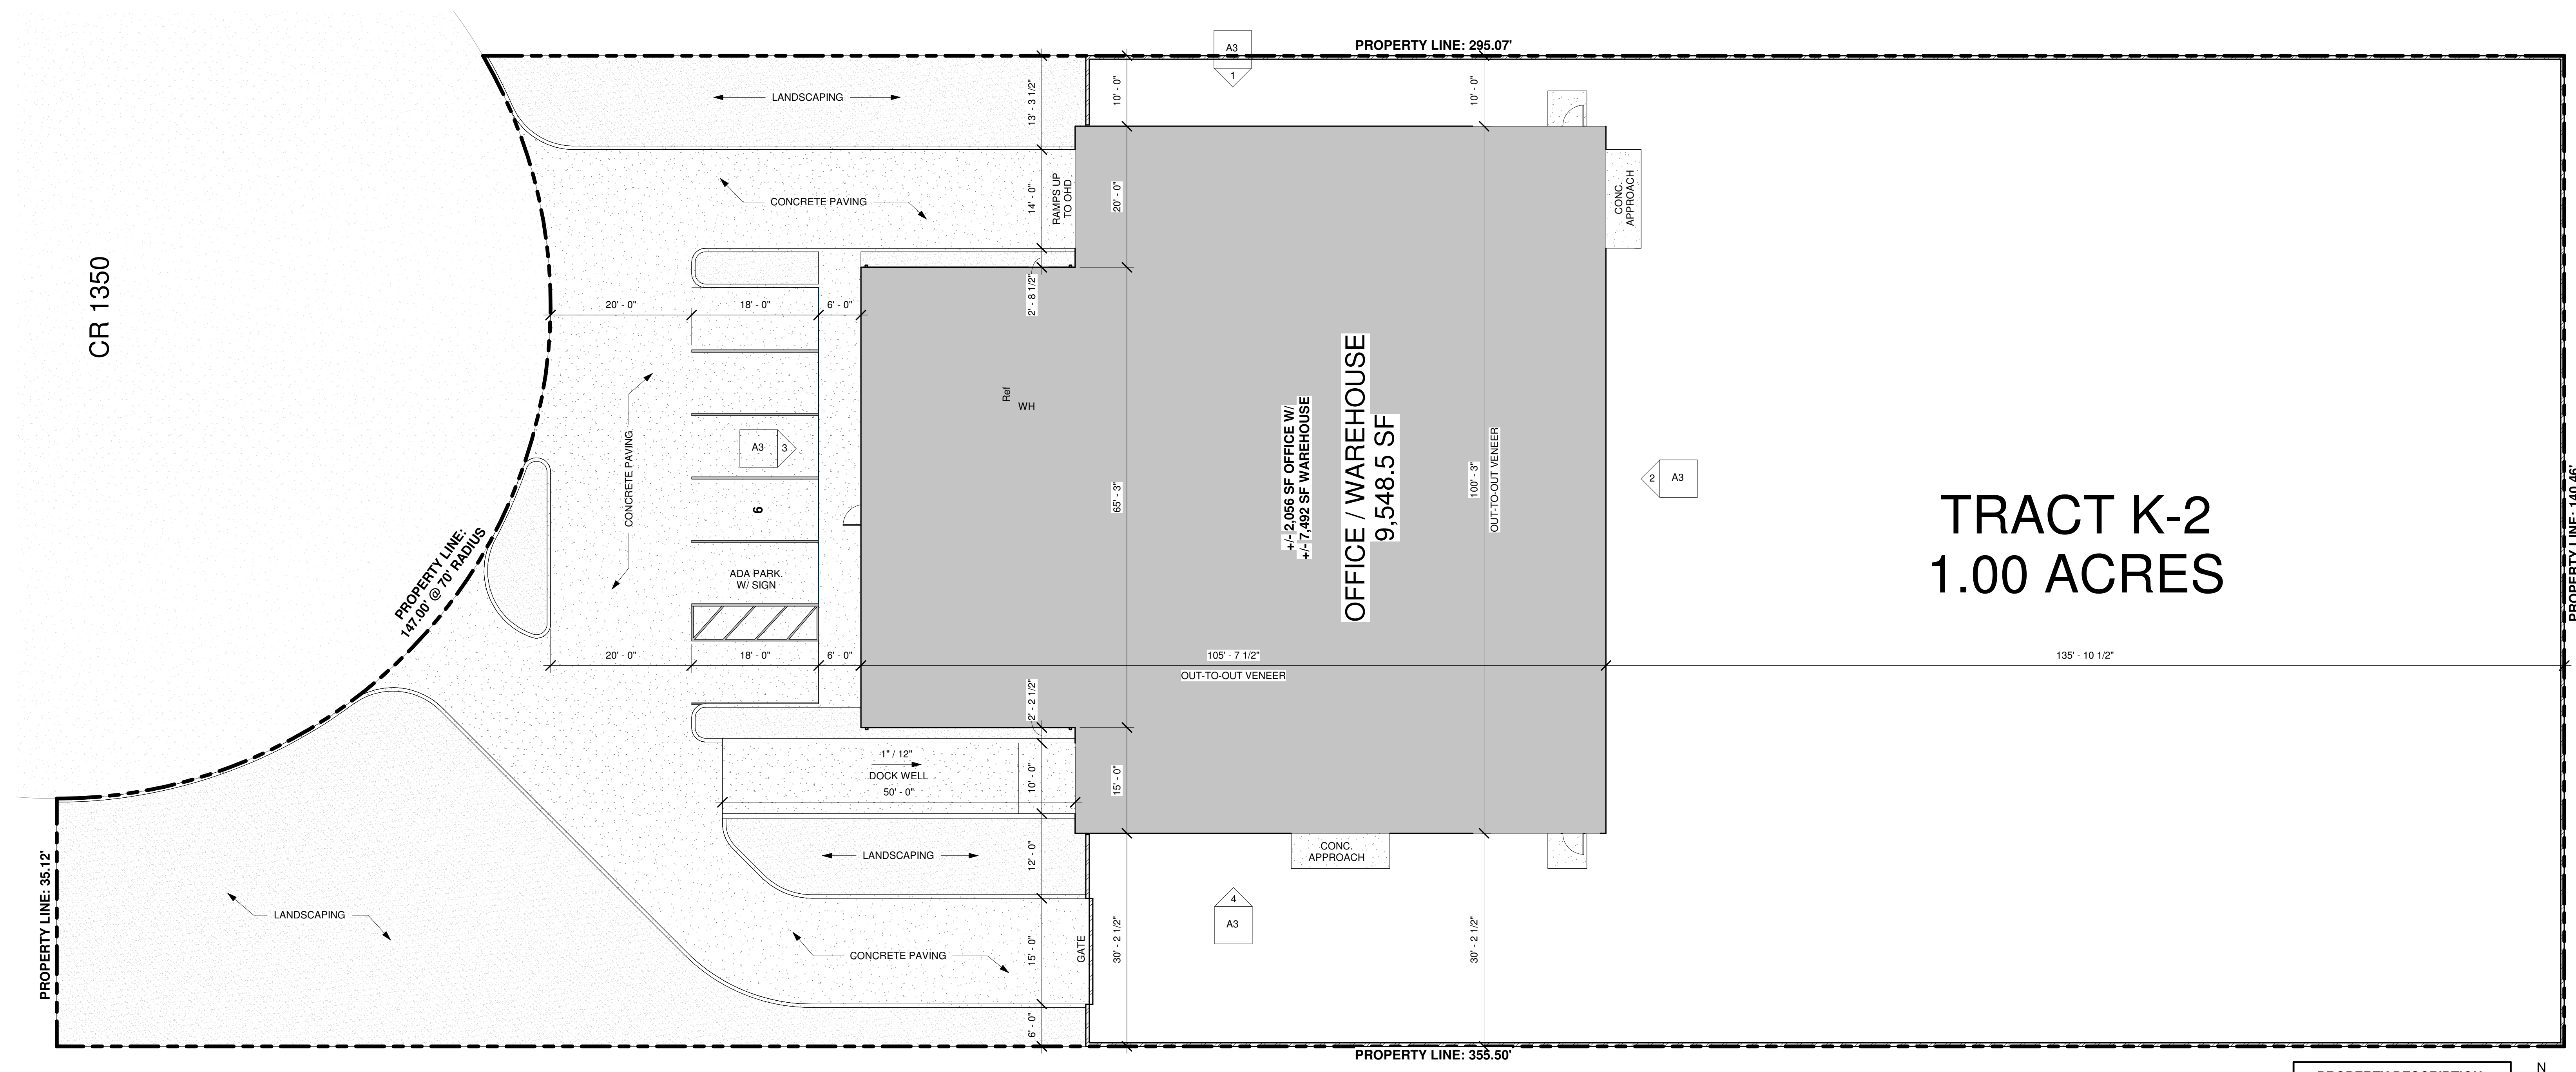 PROPERTY LINE: 295.07'
A3
1
LANDSCAPING
13' - 3 1/2"
10' - 0"
10' - 0"
CONCRETE PAVING
14' - 0"
RAMPS UP
TO OHD
20' - 0"
CONC.
APPROACH
CR 1350
20' - 0"
18' - 0"
6' - 0"
2' - 8 1/2"
Ref
WH
CONCRETE PAVING
A3
3
6
ADA PARK.
W/ SIGN
65' - 3"
+/- 2,056 SF OFFICE W/
+/- 7,492 SF WAREHOUSE
OFFICE / WAREHOUSE
9,548.5 SF
100' - 3"
OUT-TO-OUT VENEER
2
A3
TRACT K-2
1.00 ACRES
PROPERTY LINE: 140.46'
PROPERTY LINE:
147.00' @ 70' RADIUS
20' - 0"
18' - 0"
6' - 0"
105' - 7 1/2"
OUT-TO-OUT VENEER
135' - 10 1/2"
2' - 2 1/2"
1" / 12"
DOCK WELL
50' - 0"
10' - 0"
15' - 0"
LANDSCAPING
12' - 0"
CONC.
APPROACH
PROPERTY LINE: 35.12'
LANDSCAPING
CONCRETE PAVING
15' - 0"
GATE
30' - 2 1/2"
4
A3
30' - 2 1/2"
6' - 0"
PROPERTY LINE: 355.50'
PROPERTY DESCRIPTION
N